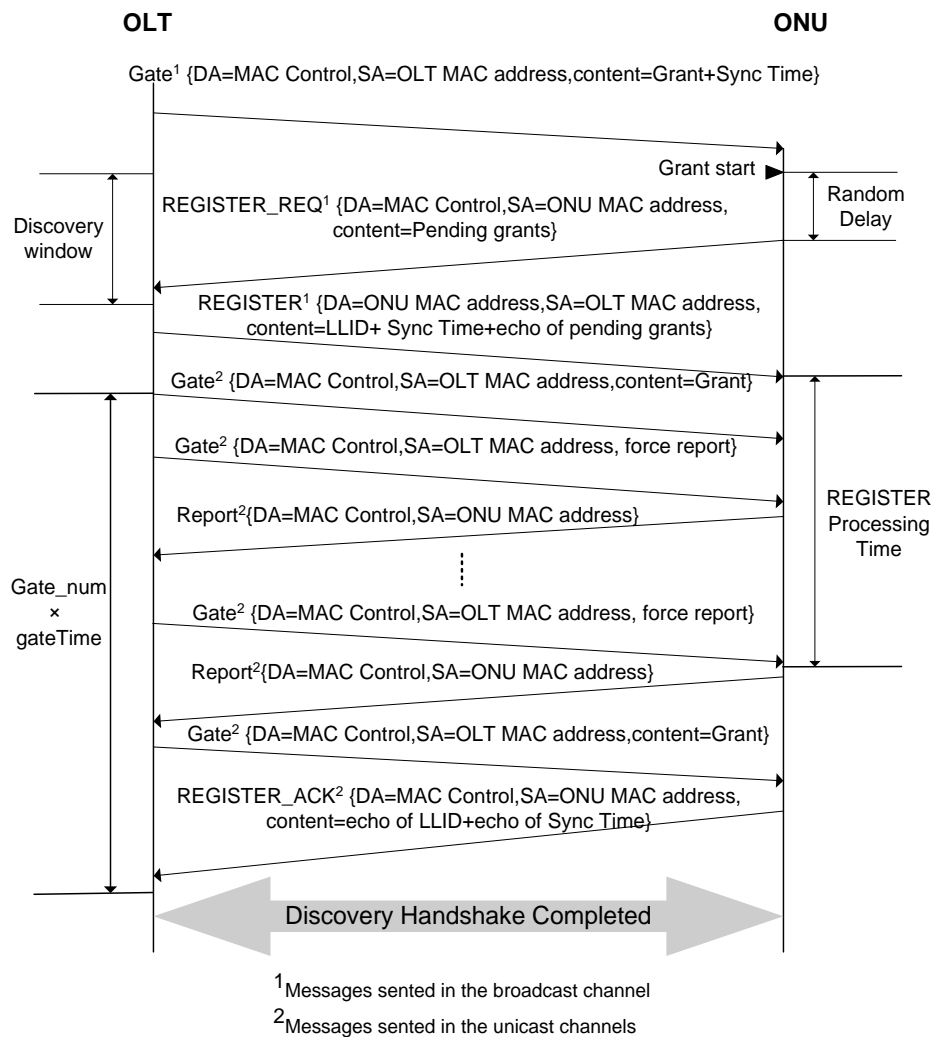 OLT
ONU
Gate¹ {DA=MAC Control,SA=OLT MAC address,content=Grant+Sync Time}
Grant start
Discovery
window
REGISTER_REQ¹ {DA=MAC Control,SA=ONU MAC address,
content=Pending grants}
Random
Delay
REGISTER¹ {DA=ONU MAC address,SA=OLT MAC address,
content=LLID+ Sync Time+echo of pending grants}
Gate² {DA=MAC Control,SA=OLT MAC address,content=Grant}
Gate² {DA=MAC Control,SA=OLT MAC address, force report}
Report²{DA=MAC Control,SA=ONU MAC address}
REGISTER
Processing
Time
Gate_num
×
gateTime
Gate² {DA=MAC Control,SA=OLT MAC address, force report}
Report²{DA=MAC Control,SA=ONU MAC address}
Gate² {DA=MAC Control,SA=OLT MAC address,content=Grant}
REGISTER_ACK² {DA=MAC Control,SA=ONU MAC address,
content=echo of LLID+echo of Sync Time}
Discovery Handshake Completed
¹Messages sented in the broadcast channel
²Messages sented in the unicast channels